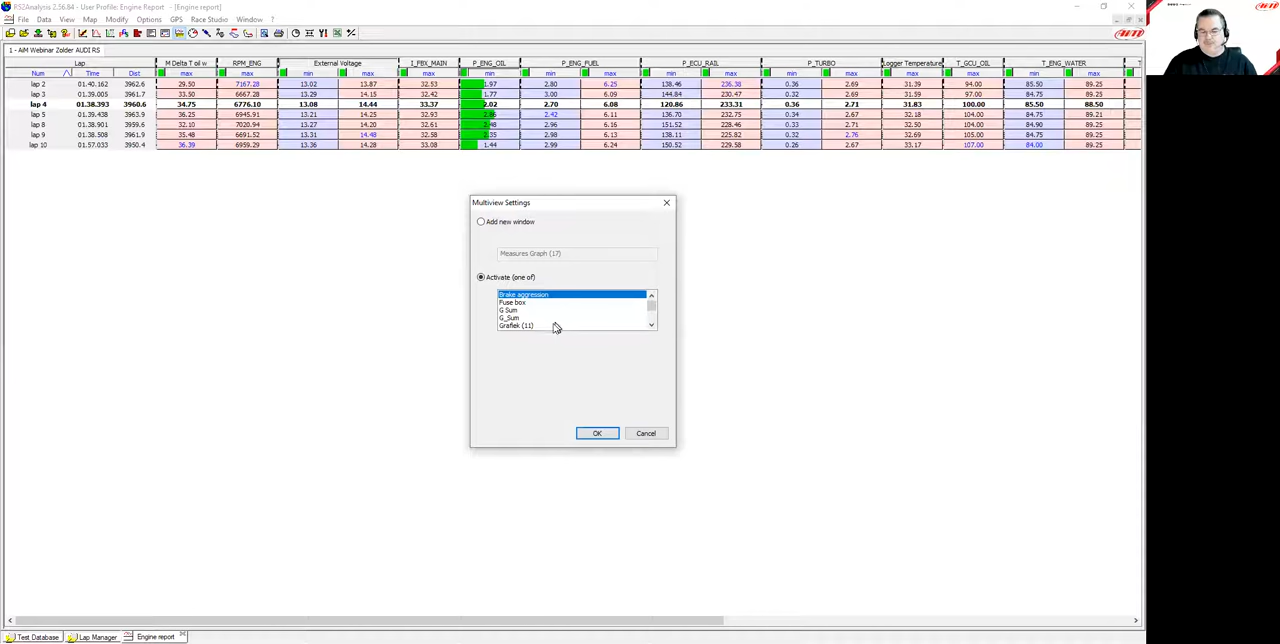 RS2Analysis 2.56.84 - User Profile: Engine Report - [Engine report]
File Data View Map Modify Options GPS Race Studio Window ?
AiM
1 - AiM Webinar Zolder AUDI RS
Lap M Delta T oil w RPM_ENG External Voltage I_FBX_MAIN P_ENG_OIL P_ENG_FUEL P_ECU_RAIL P_TURBO Logger Temperature T_GCU_OIL T_ENG_WATER T
Num Time Dist max max min max max min min max min max min max max max min max
lap 2 01.40.162 3962.6 29.50 7167.28 13.02 13.87 32.53 1.97 2.80 6.25 138.46 236.38 0.36 2.69 31.39 94.00 85.50 89.25
lap 3 01.39.005 3961.7 33.50 6667.28 13.29 14.15 32.42 1.77 3.00 6.09 144.84 230.47 0.32 2.69 31.59 97.00 84.75 89.25
lap 4 01.38.393 3960.6 34.75 6776.10 13.08 14.44 33.37 2.02 2.70 6.08 120.86 233.31 0.36 2.71 31.83 100.00 85.50 88.50
lap 5 01.39.438 3963.9 36.25 6945.91 13.21 14.25 32.93 2.42 6.11 136.70 232.75 0.34 2.67 32.18 104.00 84.75 89.21
lap 8 01.38.901 3959.6 32.10 7020.94 13.27 14.20 32.61 2.48 2.96 6.16 151.52 228.46 0.33 2.71 32.50 104.00 84.90 89.25
lap 9 01.38.508 3961.9 35.48 6691.52 13.31 14.48 32.58 2.35 2.98 6.13 138.11 225.82 0.32 2.76 32.69 104.00 84.75 89.25
lap 10 01.57.033 3950.4 36.39 6959.29 13.36 14.28 33.08 1.44 2.99 6.24 150.52 229.58 0.26 2.67 33.17 107.00 84.00 89.25
Multiview Settings
Add new window
Measures Graph (17)
Activate (one of)
Brake aggression
Fuse box
G Sum
G_Sum
Grafiek (11)
OK Cancel
Test Database Lap Manager Engine report